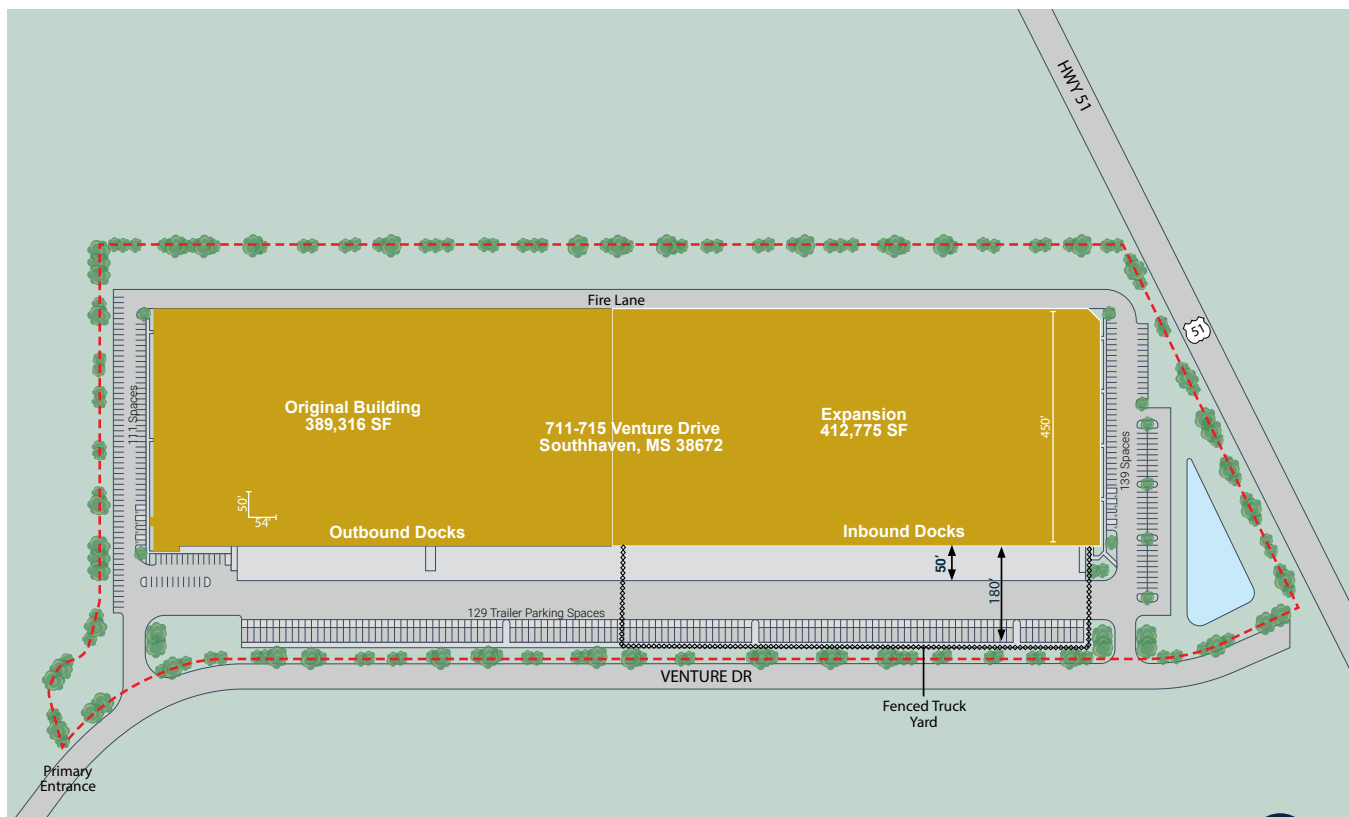 HWY 51
51
Fire Lane
Original Building
389,316 SF
711-715 Venture Drive
Southhaven, MS 38672
Expansion
412,775 SF
450'
111 Spaces
139 Spaces
50'
54'
Outbound Docks
Inbound Docks
50'
180'
129 Trailer Parking Spaces
VENTURE DR
Fenced Truck
Yard
Primary
Entrance